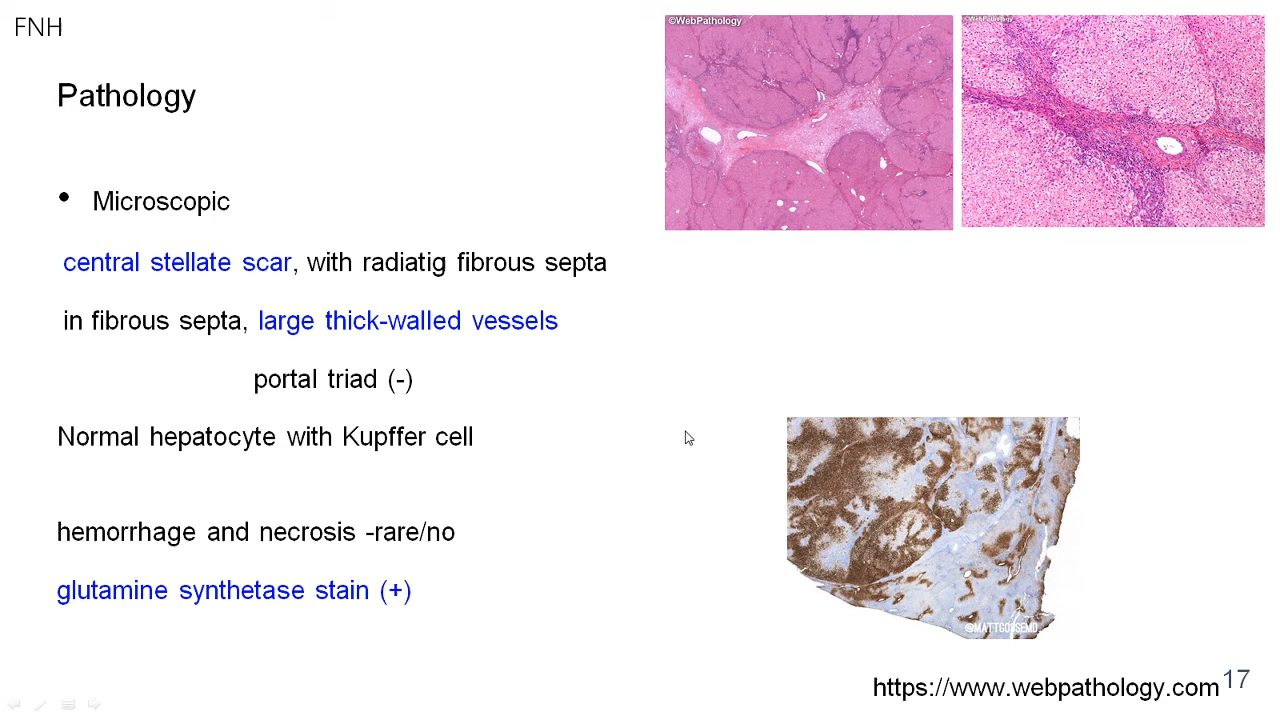 FNH
Pathology
• Microscopic
central stellate scar, with radiatig fibrous septa
in fibrous septa, large thick-walled vessels
portal triad (-)
Normal hepatocyte with Kupffer cell
hemorrhage and necrosis -rare/no
glutamine synthetase stain (+)
©WebPathology
©WebPathology
https://www.webpathology.com
17